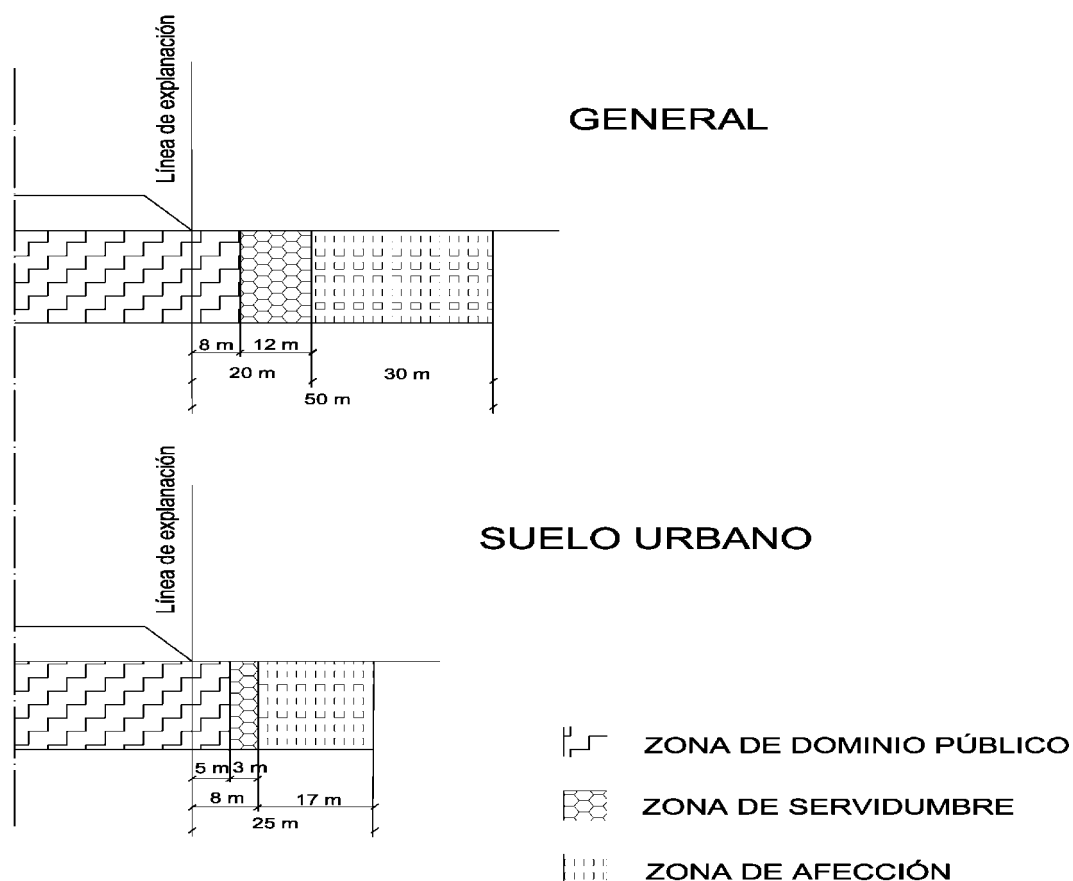 Línea de explanación
GENERAL
8 m
12 m
20 m
30 m
50 m
Línea de explanación
SUELO URBANO
5 m
3 m
8 m
17 m
25 m
ZONA DE DOMINIO PÚBLICO
ZONA DE SERVIDUMBRE
ZONA DE AFECCIÓN